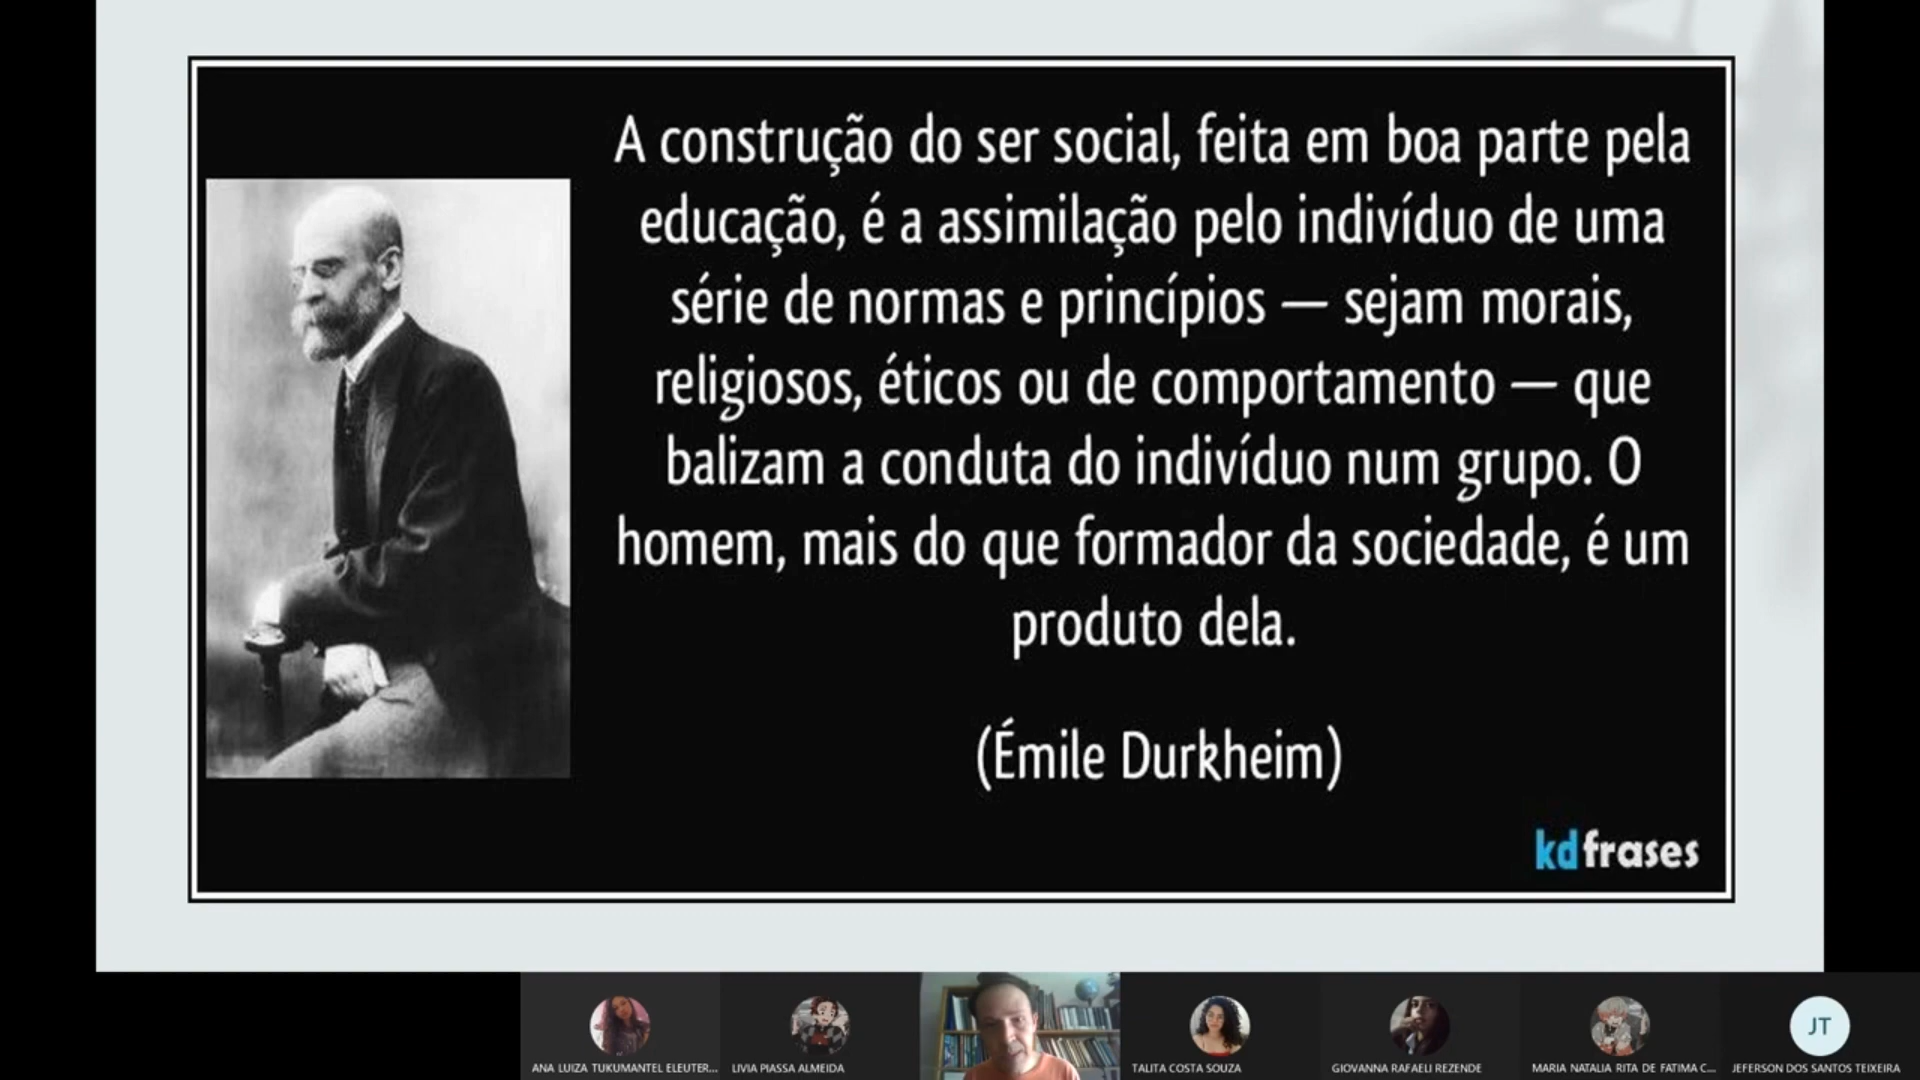 A construção do ser social, feita em boa parte pela
educação, é a assimilação pelo indivíduo de uma
série de normas e princípios — sejam morais,
religiosos, éticos ou de comportamento — que
balizam a conduta do indivíduo num grupo. O
homem, mais do que formador da sociedade, é um
produto dela.
(Émile Durkheim)
kdfrases
JT
ANA LUIZA TUKUMANTEL ELEUTER...
LIVIA PIASSA ALMEIDA
TALITA COSTA SOUZA
GIOVANNA RAFAELI REZENDE
MARIA NATALIA RITA DE FATIMA C...
JEFERSON DOS SANTOS TEIXEIRA